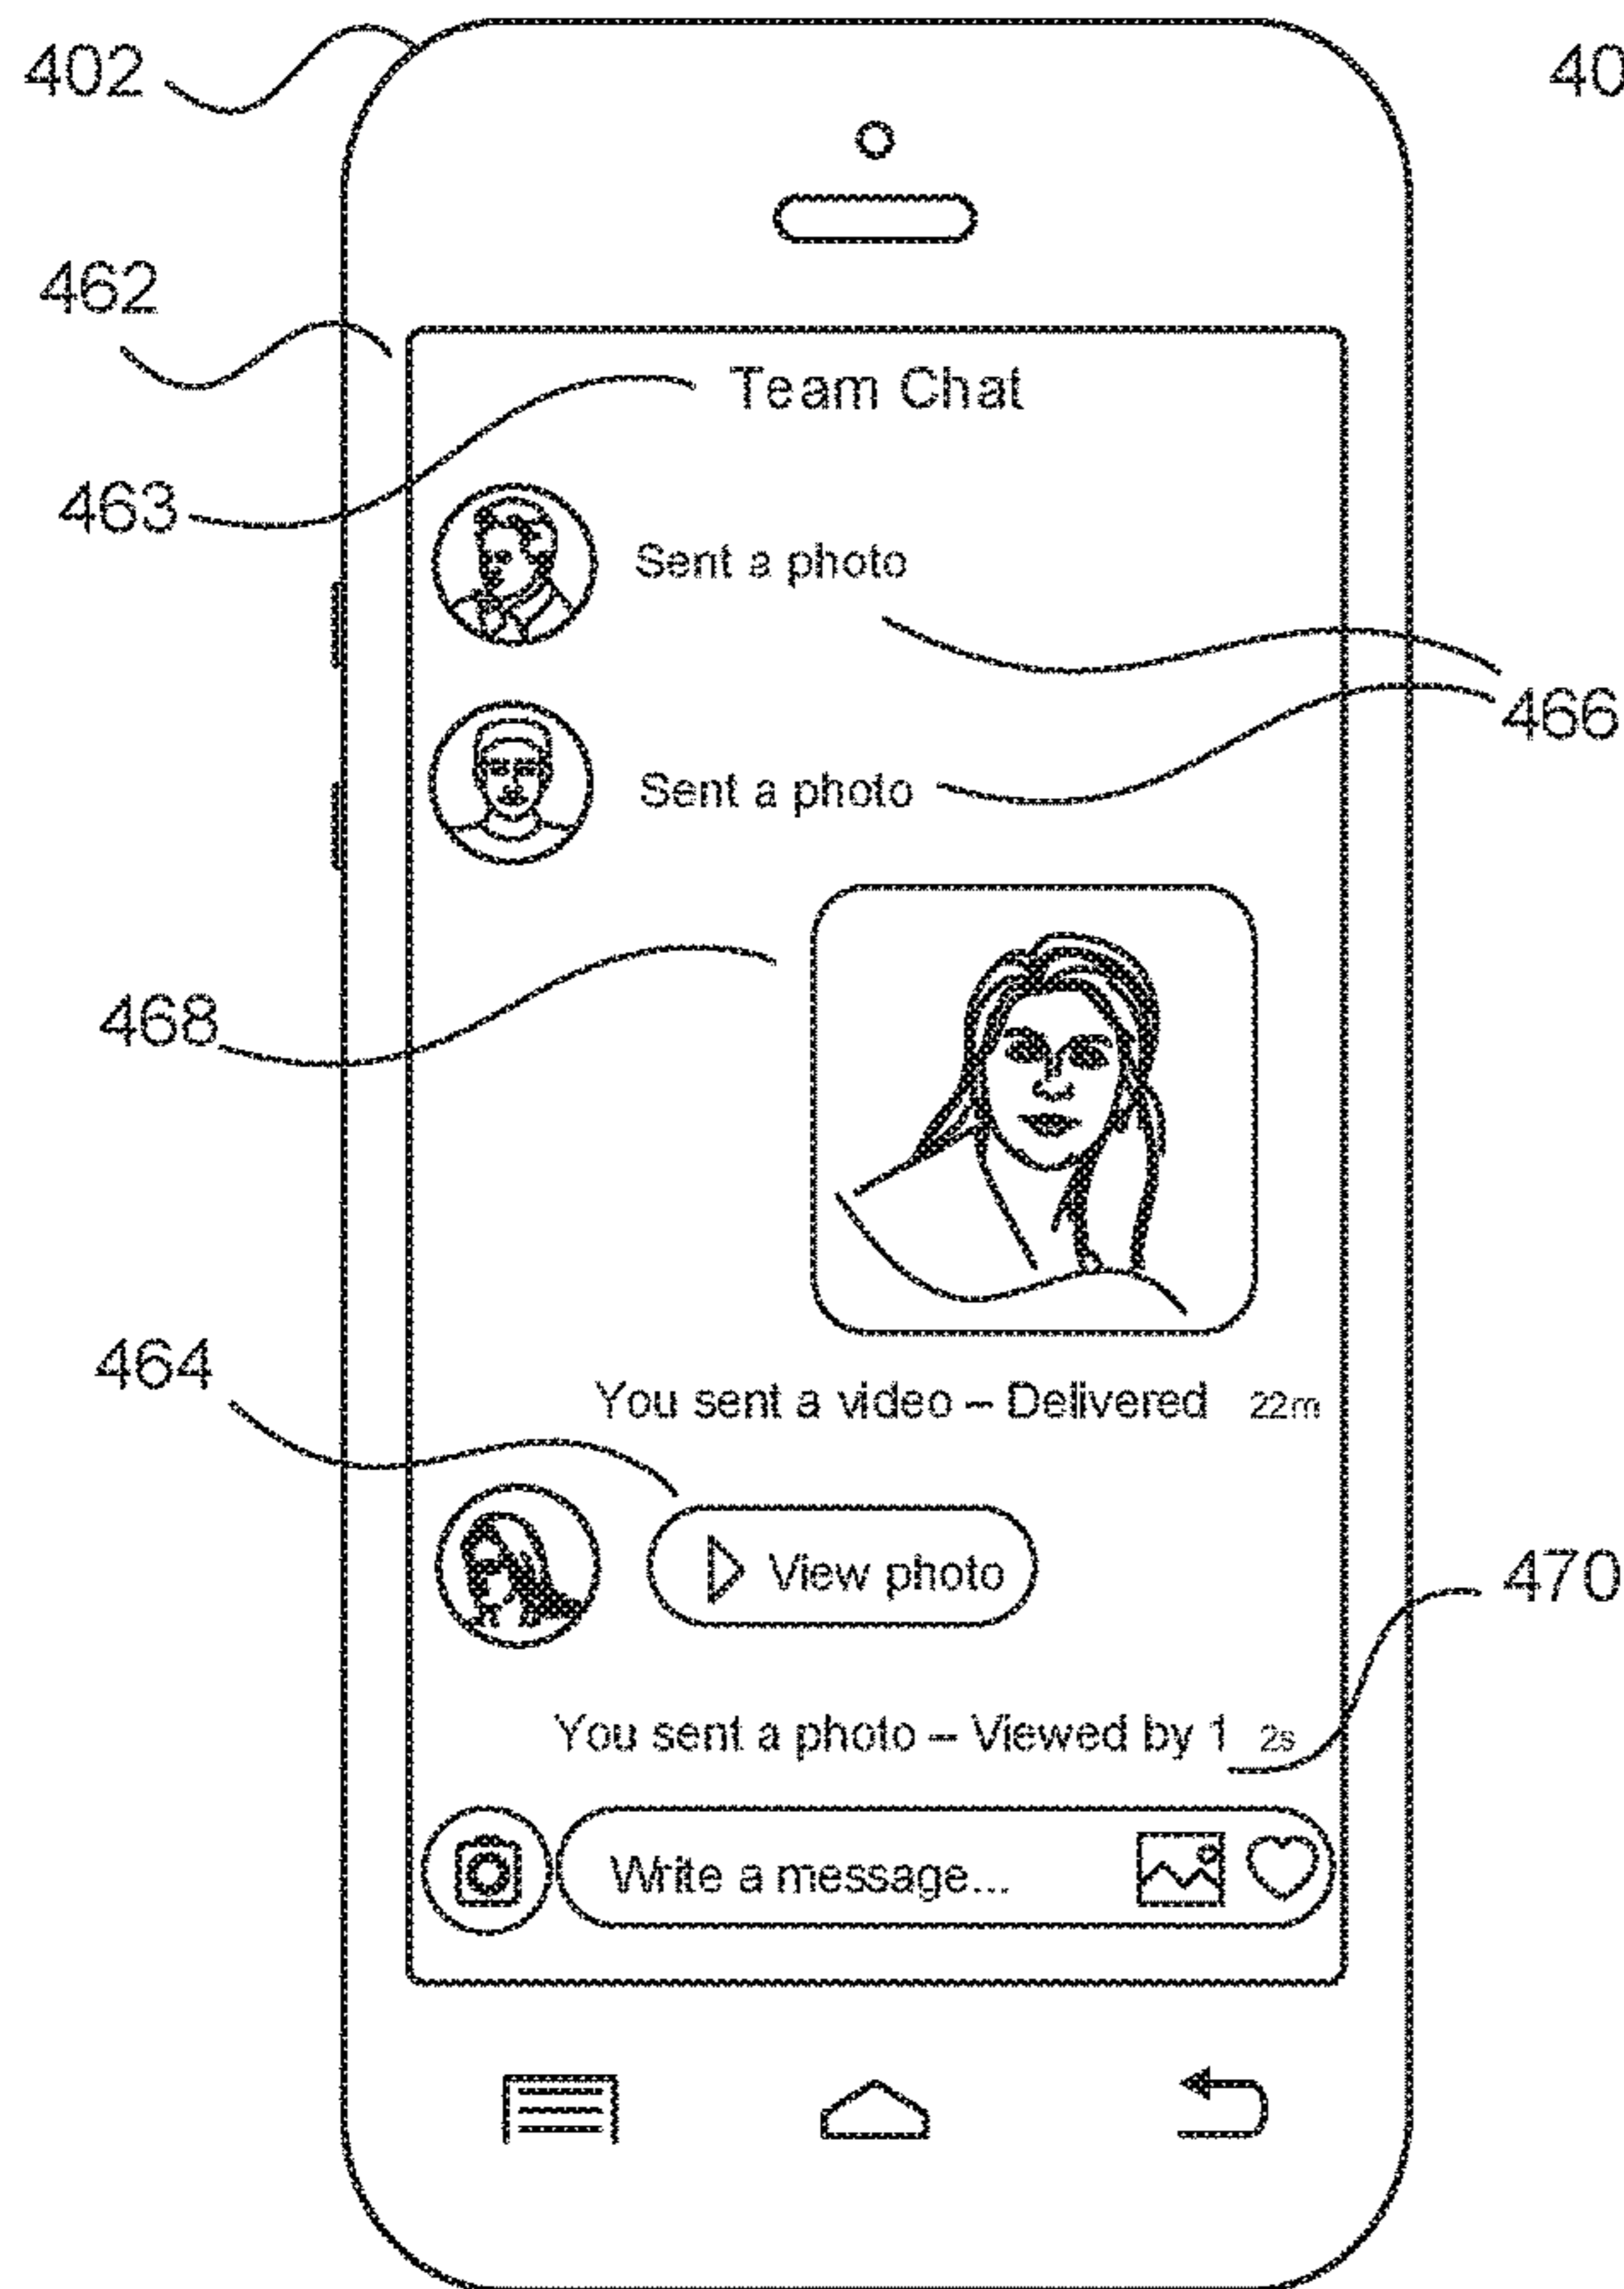 402
40
462
Team Chat
463
Sent a photo
466
Sent a photo
468
464
You sent a video – Delivered 22m
View photo
470
You sent a photo – Viewed by 1 2s
Write a message...